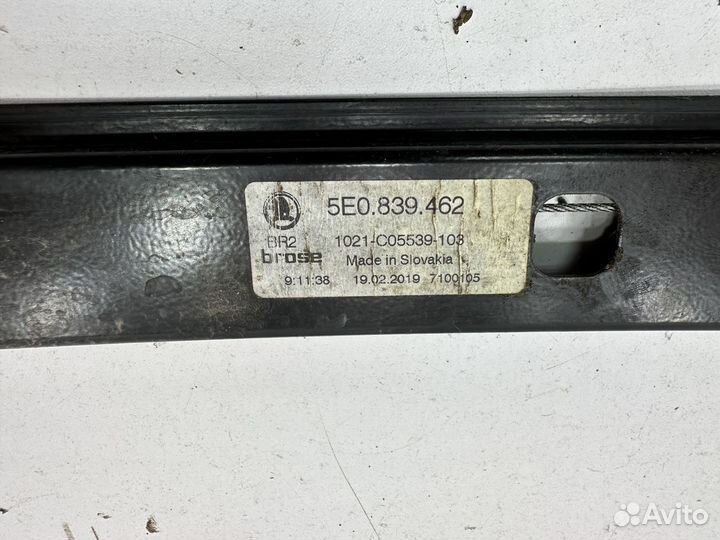 5E0.839.462
BR2 1021-C05539-103
brose Made in Slovakia
9:11:38 19.02.2019 7100105
Avito